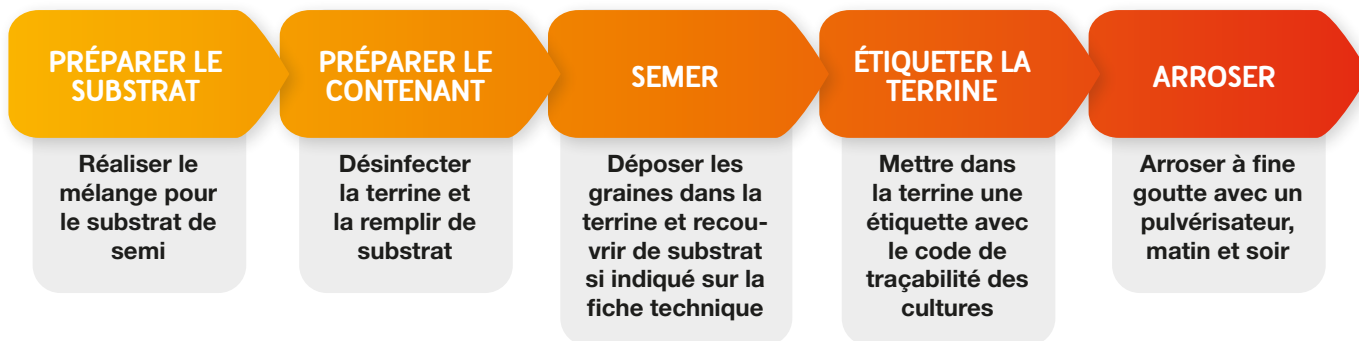 PRÉPARER LE
SUBSTRAT
Réaliser le
mélange pour
le substrat de
semi
PRÉPARER LE
CONTENANT
Désinfecter
la terrine et
la remplir de
substrat
SEMER
Déposer les
graines dans la
terrine et recou-
vrir de substrat
si indiqué sur la
fiche technique
ÉTIQUETER LA
TERRINE
Mettre dans
la terrine une
étiquette avec
le code de
traçabilité des
cultures
ARROSER
Arroser à fine
goutte avec un
pulvérisateur,
matin et soir